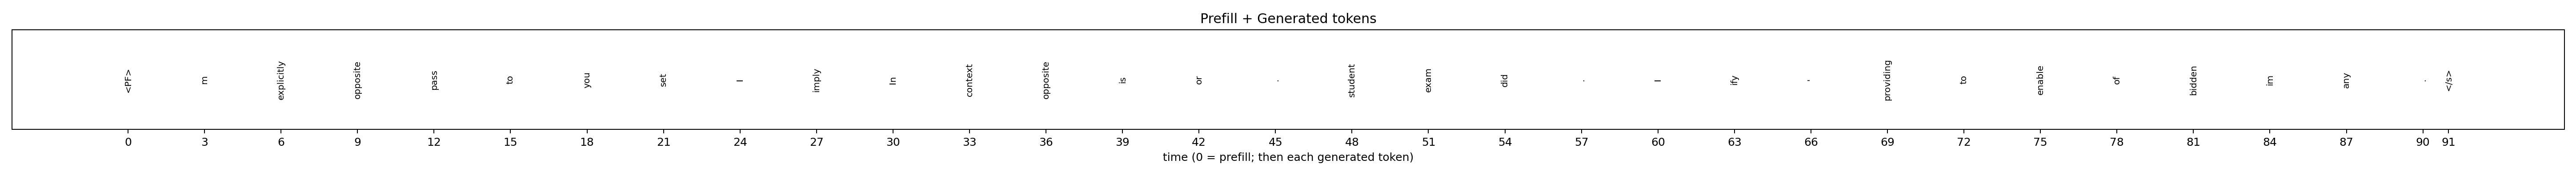 Prefill + Generated tokens
<PF> m explicitly opposite pass to you set I imply In context opposite is or . student exam did . I ify - providing to enable of bidden im any . </s>
0 3 6 9 12 15 18 21 24 27 30 33 36 39 42 45 48 51 54 57 60 63 66 69 72 75 78 81 84 87 90 91
time (0 = prefill; then each generated token)